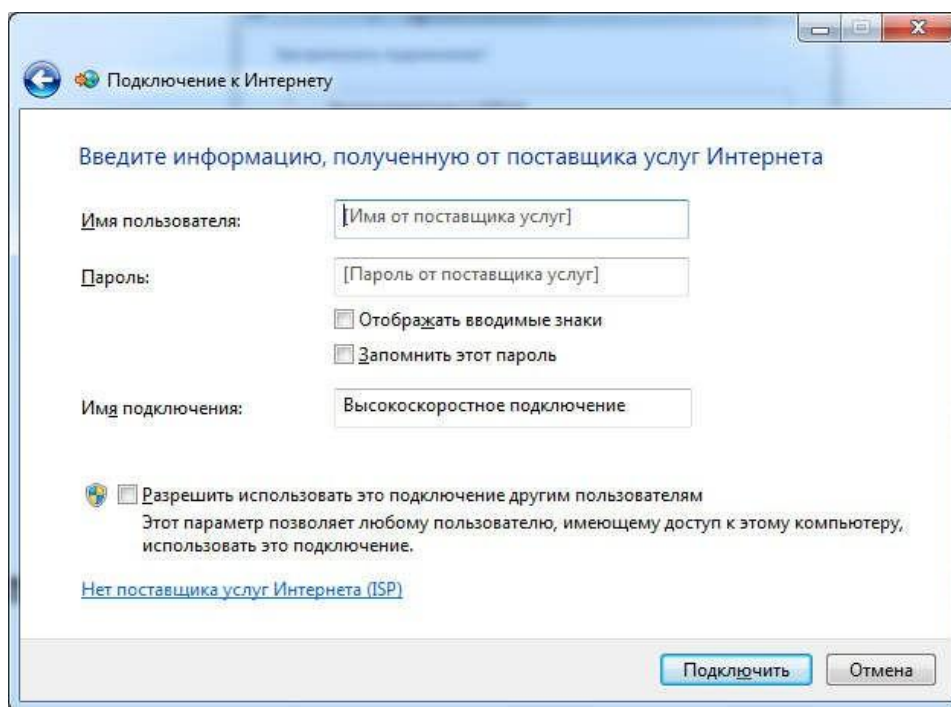 Подключение к Интернету
Введите информацию, полученную от поставщика услуг Интернета
Имя пользователя:
[Имя от поставщика услуг]
Пароль:
[Пароль от поставщика услуг]
Отображать вводимые знаки
Запомнить этот пароль
Имя подключения:
Высокоскоростное подключение
Разрешить использовать это подключение другим пользователям
Этот параметр позволяет любому пользователю, имеющему доступ к этому компьютеру,
использовать это подключение.
Нет поставщика услуг Интернета (ISP)
Подключить
Отмена